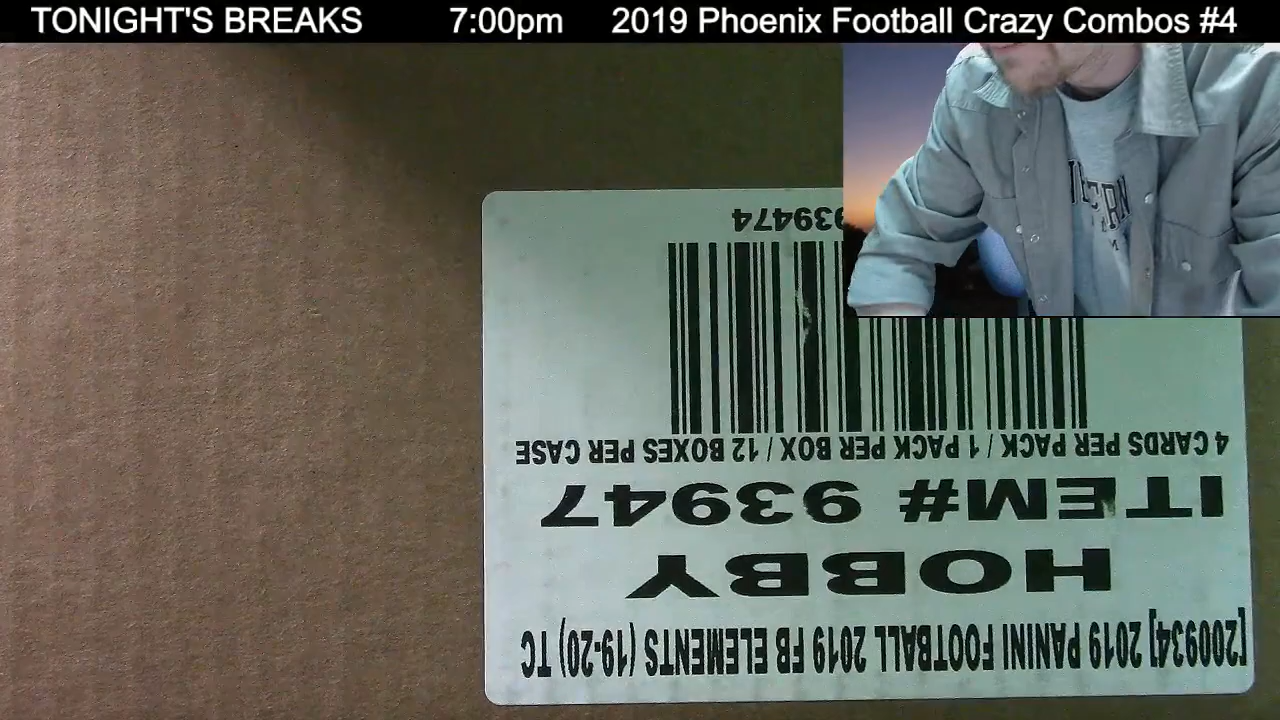 TONIGHT'S BREAKS 7:00pm 2019 Phoenix Football Crazy Combos #4
[200934] 2019 PANINI FOOTBALL 2019 FB ELEMENTS (19-20) TC
HOBBY
ITEM# 93947
4 CARDS PER PACK / 1 PACK PER BOX / 12 BOXES PER CASE
939474